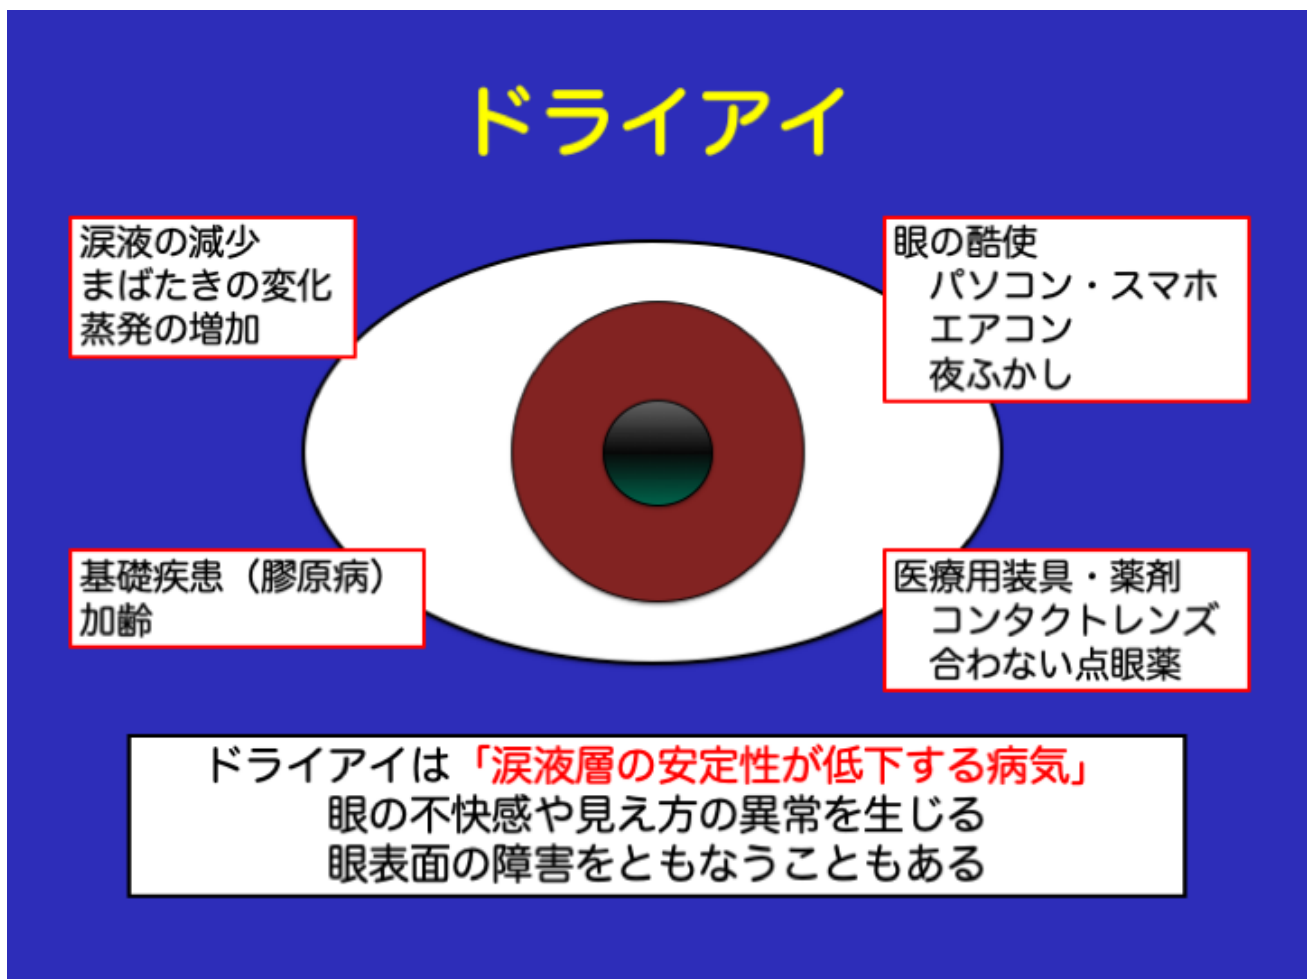 ドライアイ
涙液の減少
まばたきの変化
蒸発の増加
眼の酷使
パソコン・スマホ
エアコン
夜ふかし
基礎疾患（膠原病）
加齢
医療用装具・薬剤
コンタクトレンズ
合わない点眼薬
ドライアイは「涙液層の安定性が低下する病気」
眼の不快感や見え方の異常を生じる
眼表面の障害をともなうこともある